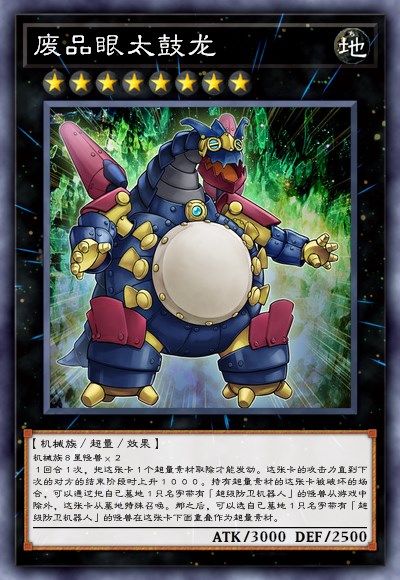 废品眼太鼓龙
地
【机械族／超量／效果】
机械族８星怪兽×２
１回合１次，把这张卡１个超量素材取除才能发动。这张卡的攻击力直到下
次的对方的结束阶段时上升１０００。持有超量素材的这张卡被破坏的场
合，可以通过把自己墓地１只名字带有「超级防卫机器人」的怪兽从游戏中
除外，这张卡从墓地特殊召唤。那之后，可以选自己墓地１只名字带有「超
级防卫机器人」的怪兽在这张卡下面重叠作为超量素材。
ATK/3000 DEF/2500